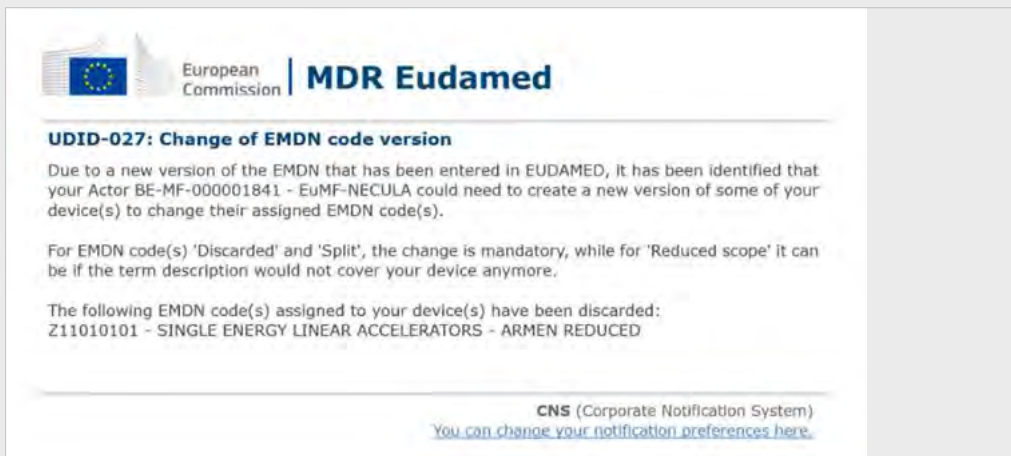 European
Commission
MDR Eudamed
UDID-027: Change of EMDN code version
Due to a new version of the EMDN that has been entered in EUDAMED, it has been identified that
your Actor BE-MF-000001841 - EuMF-NECULA could need to create a new version of some of your
device(s) to change their assigned EMDN code(s).
For EMDN code(s) 'Discarded' and 'Split', the change is mandatory, while for 'Reduced scope' it can
be if the term description would not cover your device anymore.
The following EMDN code(s) assigned to your device(s) have been discarded:
Z11010101 - SINGLE ENERGY LINEAR ACCELERATORS - ARMEN REDUCED
CNS (Corporate Notification System)
You can change your notification preferences here.